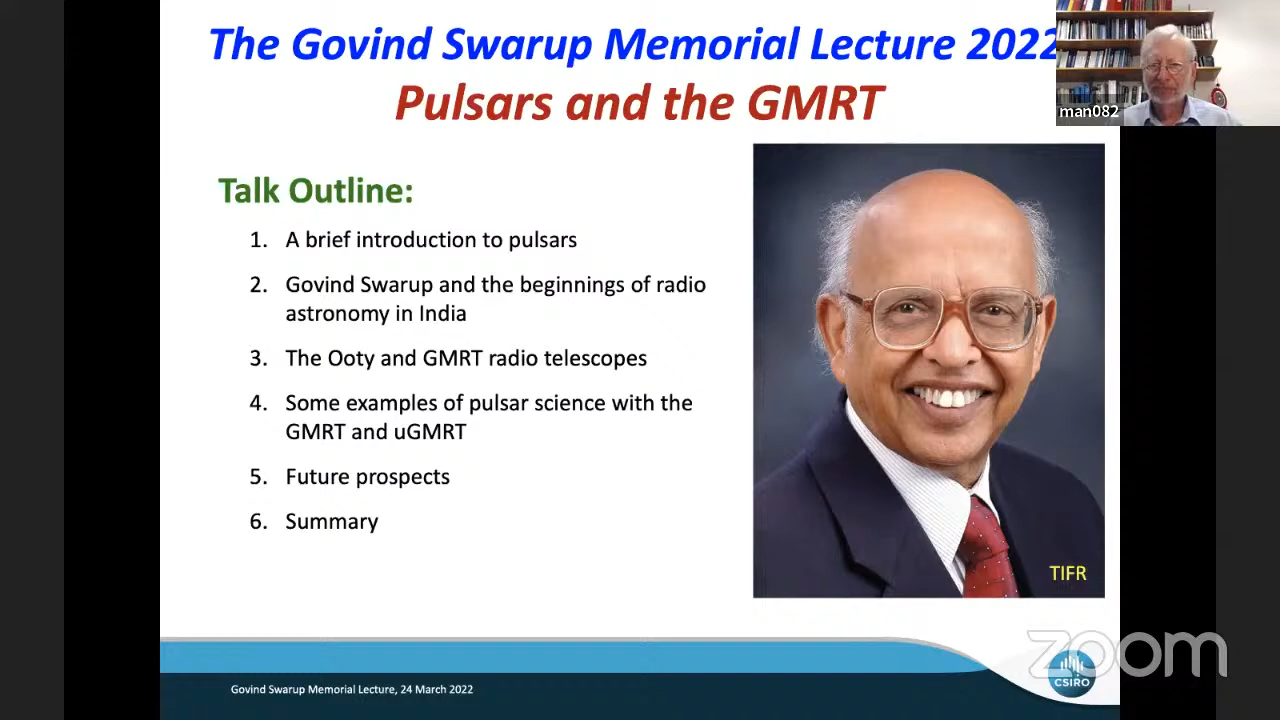 The Govind Swarup Memorial Lecture 2022
Pulsars and the GMRT
man082
Talk Outline:
1. A brief introduction to pulsars
2. Govind Swarup and the beginnings of radio
astronomy in India
3. The Ooty and GMRT radio telescopes
4. Some examples of pulsar science with the
GMRT and uGMRT
5. Future prospects
6. Summary
TIFR
zoom
CSIRO
Govind Swarup Memorial Lecture, 24 March 2022